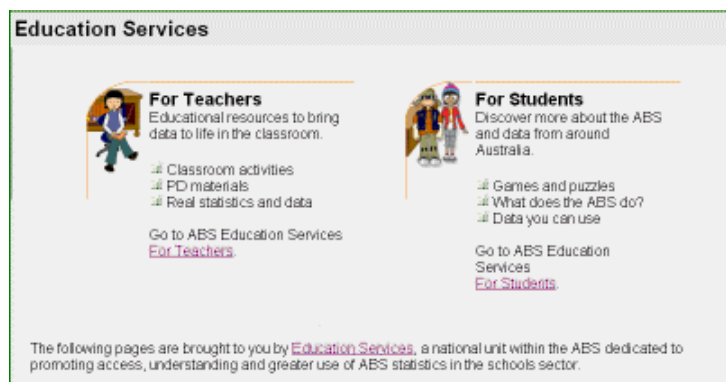 Education Services
For Teachers
Educational resources to bring
data to life in the classroom.
Classroom activities
PD materials
Real statistics and data
Go to ABS Education Services
For Teachers.
For Students
Discover more about the ABS
and data from around
Australia.
Games and puzzles
What does the ABS do?
Data you can use
Go to ABS Education
Services
For Students.
The following pages are brought to you by Education Services, a national unit within the ABS dedicated to
promoting access, understanding and greater use of ABS statistics in the schools sector.